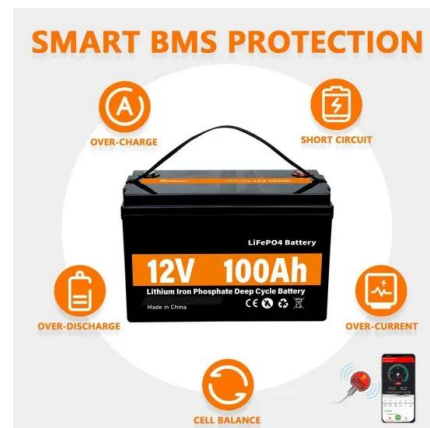 SMART BMS PROTECTION
A
OVER-CHARGE
SHORT CIRCUIT
LiFePO4 Battery
12V 100Ah
Lithium Iron Phosphate Deep Cycle Battery
Made in China
CE
OVER-DISCHARGE
OVER-CURRENT
CELL BALANCE